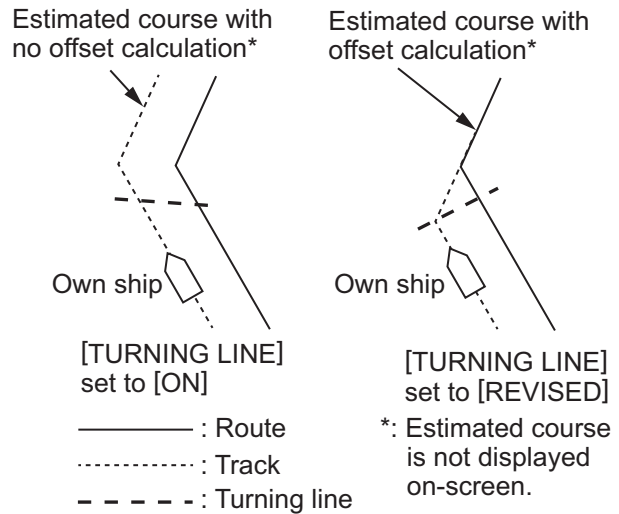 Estimated course with
no offset calculation*
Estimated course with
offset calculation*
Own ship
Own ship
[TURNING LINE]
set to [ON]
[TURNING LINE]
set to [REVISED]
: Route
: Track
: Turning line
*: Estimated course
is not displayed
on-screen.